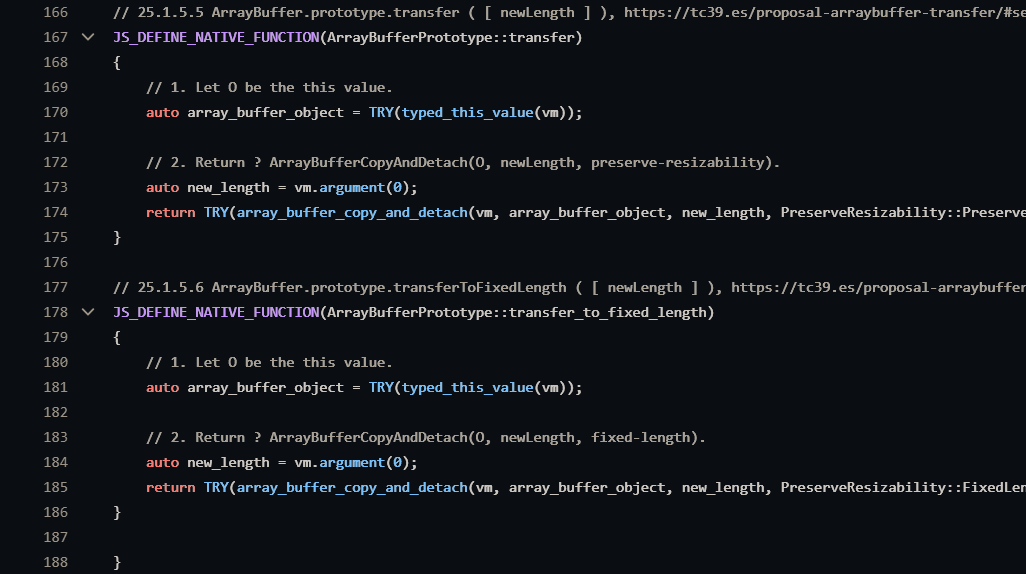 166 // 25.1.5.5 ArrayBuffer.prototype.transfer ( [ newLength ] ), https://tc39.es/proposal-arraybuffer-transfer/#se
167 JS_DEFINE_NATIVE_FUNCTION(ArrayBufferPrototype::transfer)
168 {
169     // 1. Let O be the this value.
170     auto array_buffer_object = TRY(typed_this_value(vm));
171
172     // 2. Return ? ArrayBufferCopyAndDetach(O, newLength, preserve-resizability).
173     auto new_length = vm.argument(0);
174     return TRY(array_buffer_copy_and_detach(vm, array_buffer_object, new_length, PreserveResizability::Preserve
175 }
176
177 // 25.1.5.6 ArrayBuffer.prototype.transferToFixedLength ( [ newLength ] ), https://tc39.es/proposal-arraybuffer
178 JS_DEFINE_NATIVE_FUNCTION(ArrayBufferPrototype::transfer_to_fixed_length)
179 {
180     // 1. Let O be the this value.
181     auto array_buffer_object = TRY(typed_this_value(vm));
182
183     // 2. Return ? ArrayBufferCopyAndDetach(O, newLength, fixed-length).
184     auto new_length = vm.argument(0);
185     return TRY(array_buffer_copy_and_detach(vm, array_buffer_object, new_length, PreserveResizability::FixedLen
186 }
187
188 }